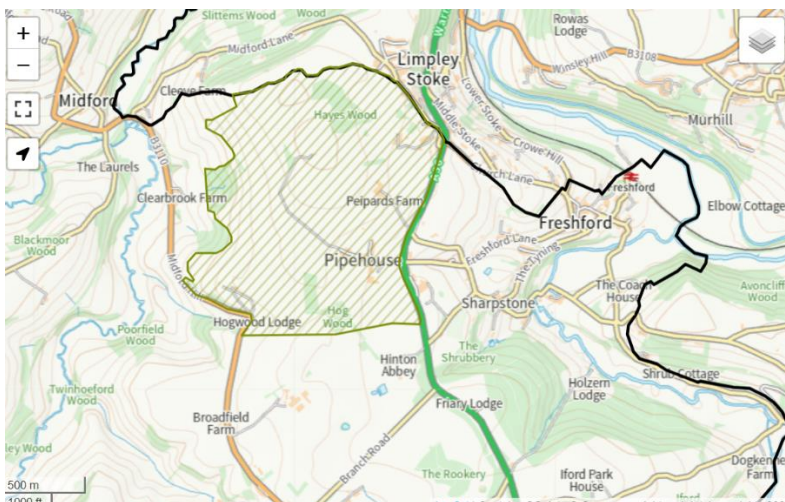 Slittems Wood
Rowas
Lodge
Warm
+
−
Midford Lane
Winsley Hill
B3108
Limpley
Stoke
Cleeve Farm
Midford
Murhill
Hayes Wood
Middle Stoke
Lower Stoke
Crowe Hill
B3110
The Laurels
Church Lane
A36
Freshford
Clearbrook Farm
Peipards Farm
Elbow Cottage
Freshford
Blackmoor
Wood
Pipehouse
Freshford Lane
The Tyning
The Coach
House
Avoncliff
Wood
Sharpstone
Hog
Wood
Hogwood Lodge
Poorfield
Wood
The
Shrubbery
Hinton
Abbey
Shrub Cottage
Holzern
Lodge
Twinhoeford
Wood
Friary Lodge
Broadfield
Farm
ley
Wood
Branch Road
Dogkenne
Farm
500 m
The Rookery
Iford Park
House
Iford
1000 ft